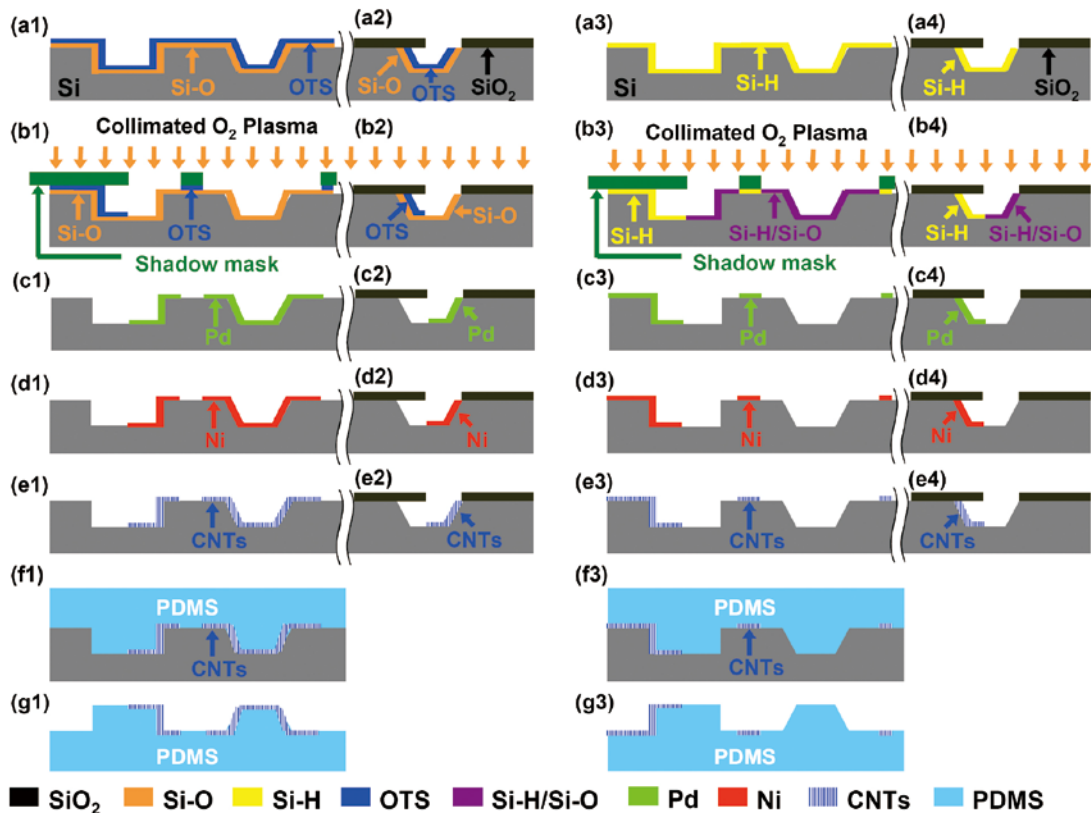 (a1)
(a2)
(a3)
(a4)
Si
Si-O
OTS
Si-O
OTS
SiO2
Si
Si-H
Si-H
SiO2
(b1)
Collimated O2 Plasma
(b2)
(b3)
Collimated O2 Plasma
(b4)
Si-O
OTS
OTS
Si-O
Si-H
Si-H/Si-O
Si-H
Si-H/Si-O
Shadow mask
Shadow mask
(c1)
(c2)
(c3)
(c4)
Pd
Pd
Pd
Pd
(d1)
(d2)
(d3)
(d4)
Ni
Ni
Ni
Ni
(e1)
(e2)
(e3)
(e4)
CNTs
CNTs
CNTs
CNTs
(f1)
(f3)
PDMS
PDMS
CNTs
CNTs
(g1)
(g3)
PDMS
PDMS
SiO2 Si-O Si-H OTS Si-H/Si-O Pd Ni CNTs PDMS